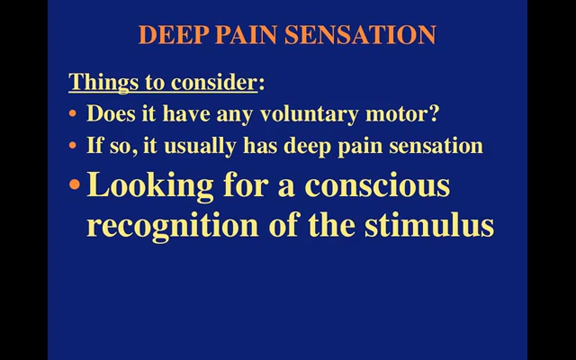 DEEP PAIN SENSATION
Things to consider:
• Does it have any voluntary motor?
• If so, it usually has deep pain sensation
• Looking for a conscious
recognition of the stimulus